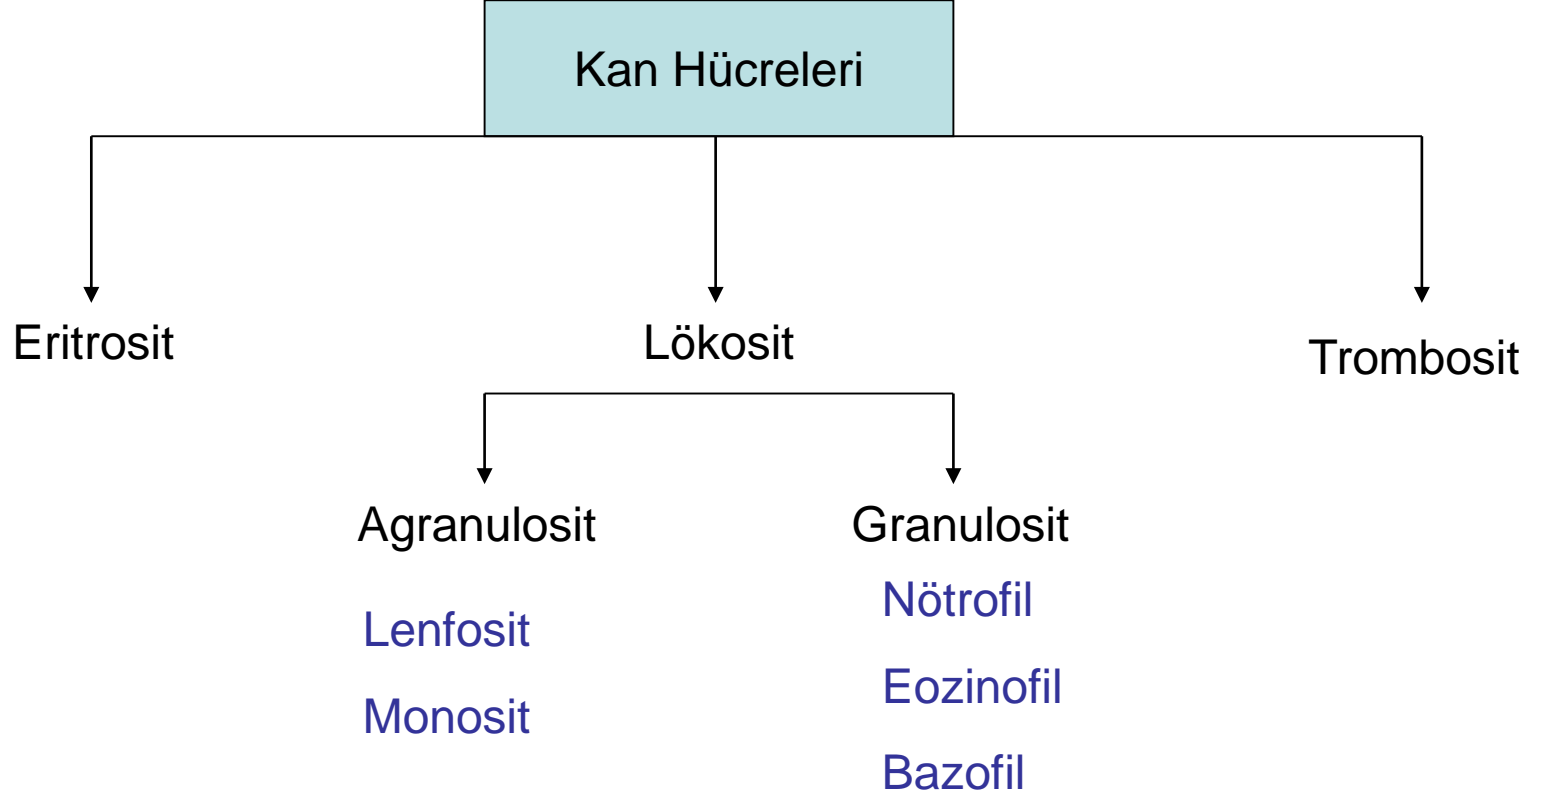 Kan Hücreleri
Eritrosit
Lökosit
Trombosit
Agranulosit
Granulosit
Lenfosit
Monosit
Nötrofil
Eozinofil
Bazofil